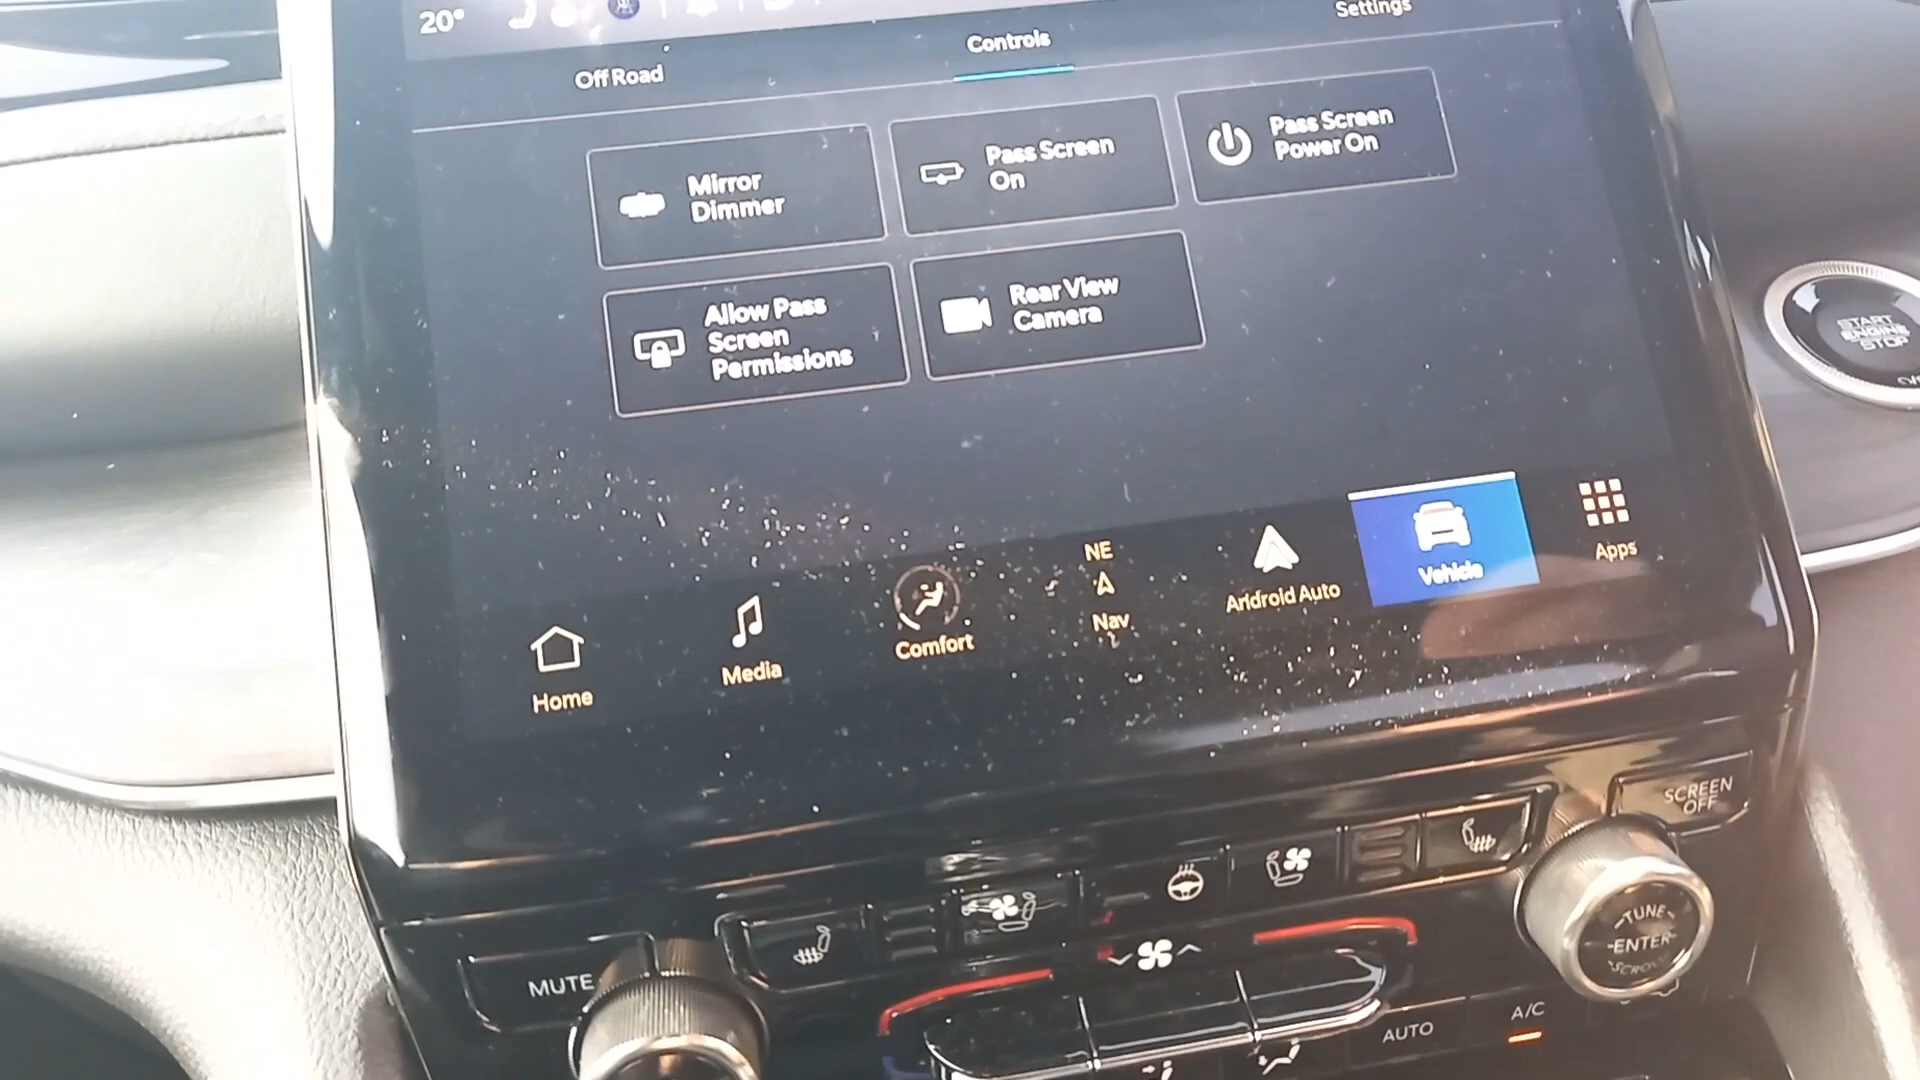 20°
Off Road
Controls
Settings
Mirror
Dimmer
Pass Screen
On
Pass Screen
Power On
Allow Pass
Screen
Permissions
Rear View
Camera
START
ENGINE
STOP
Home
Media
Comfort
NE
Nav
Android Auto
Vehicle
Apps
SCREEN
OFF
MUTE
TUNE
ENTER
SCROLL
AUTO
A/C